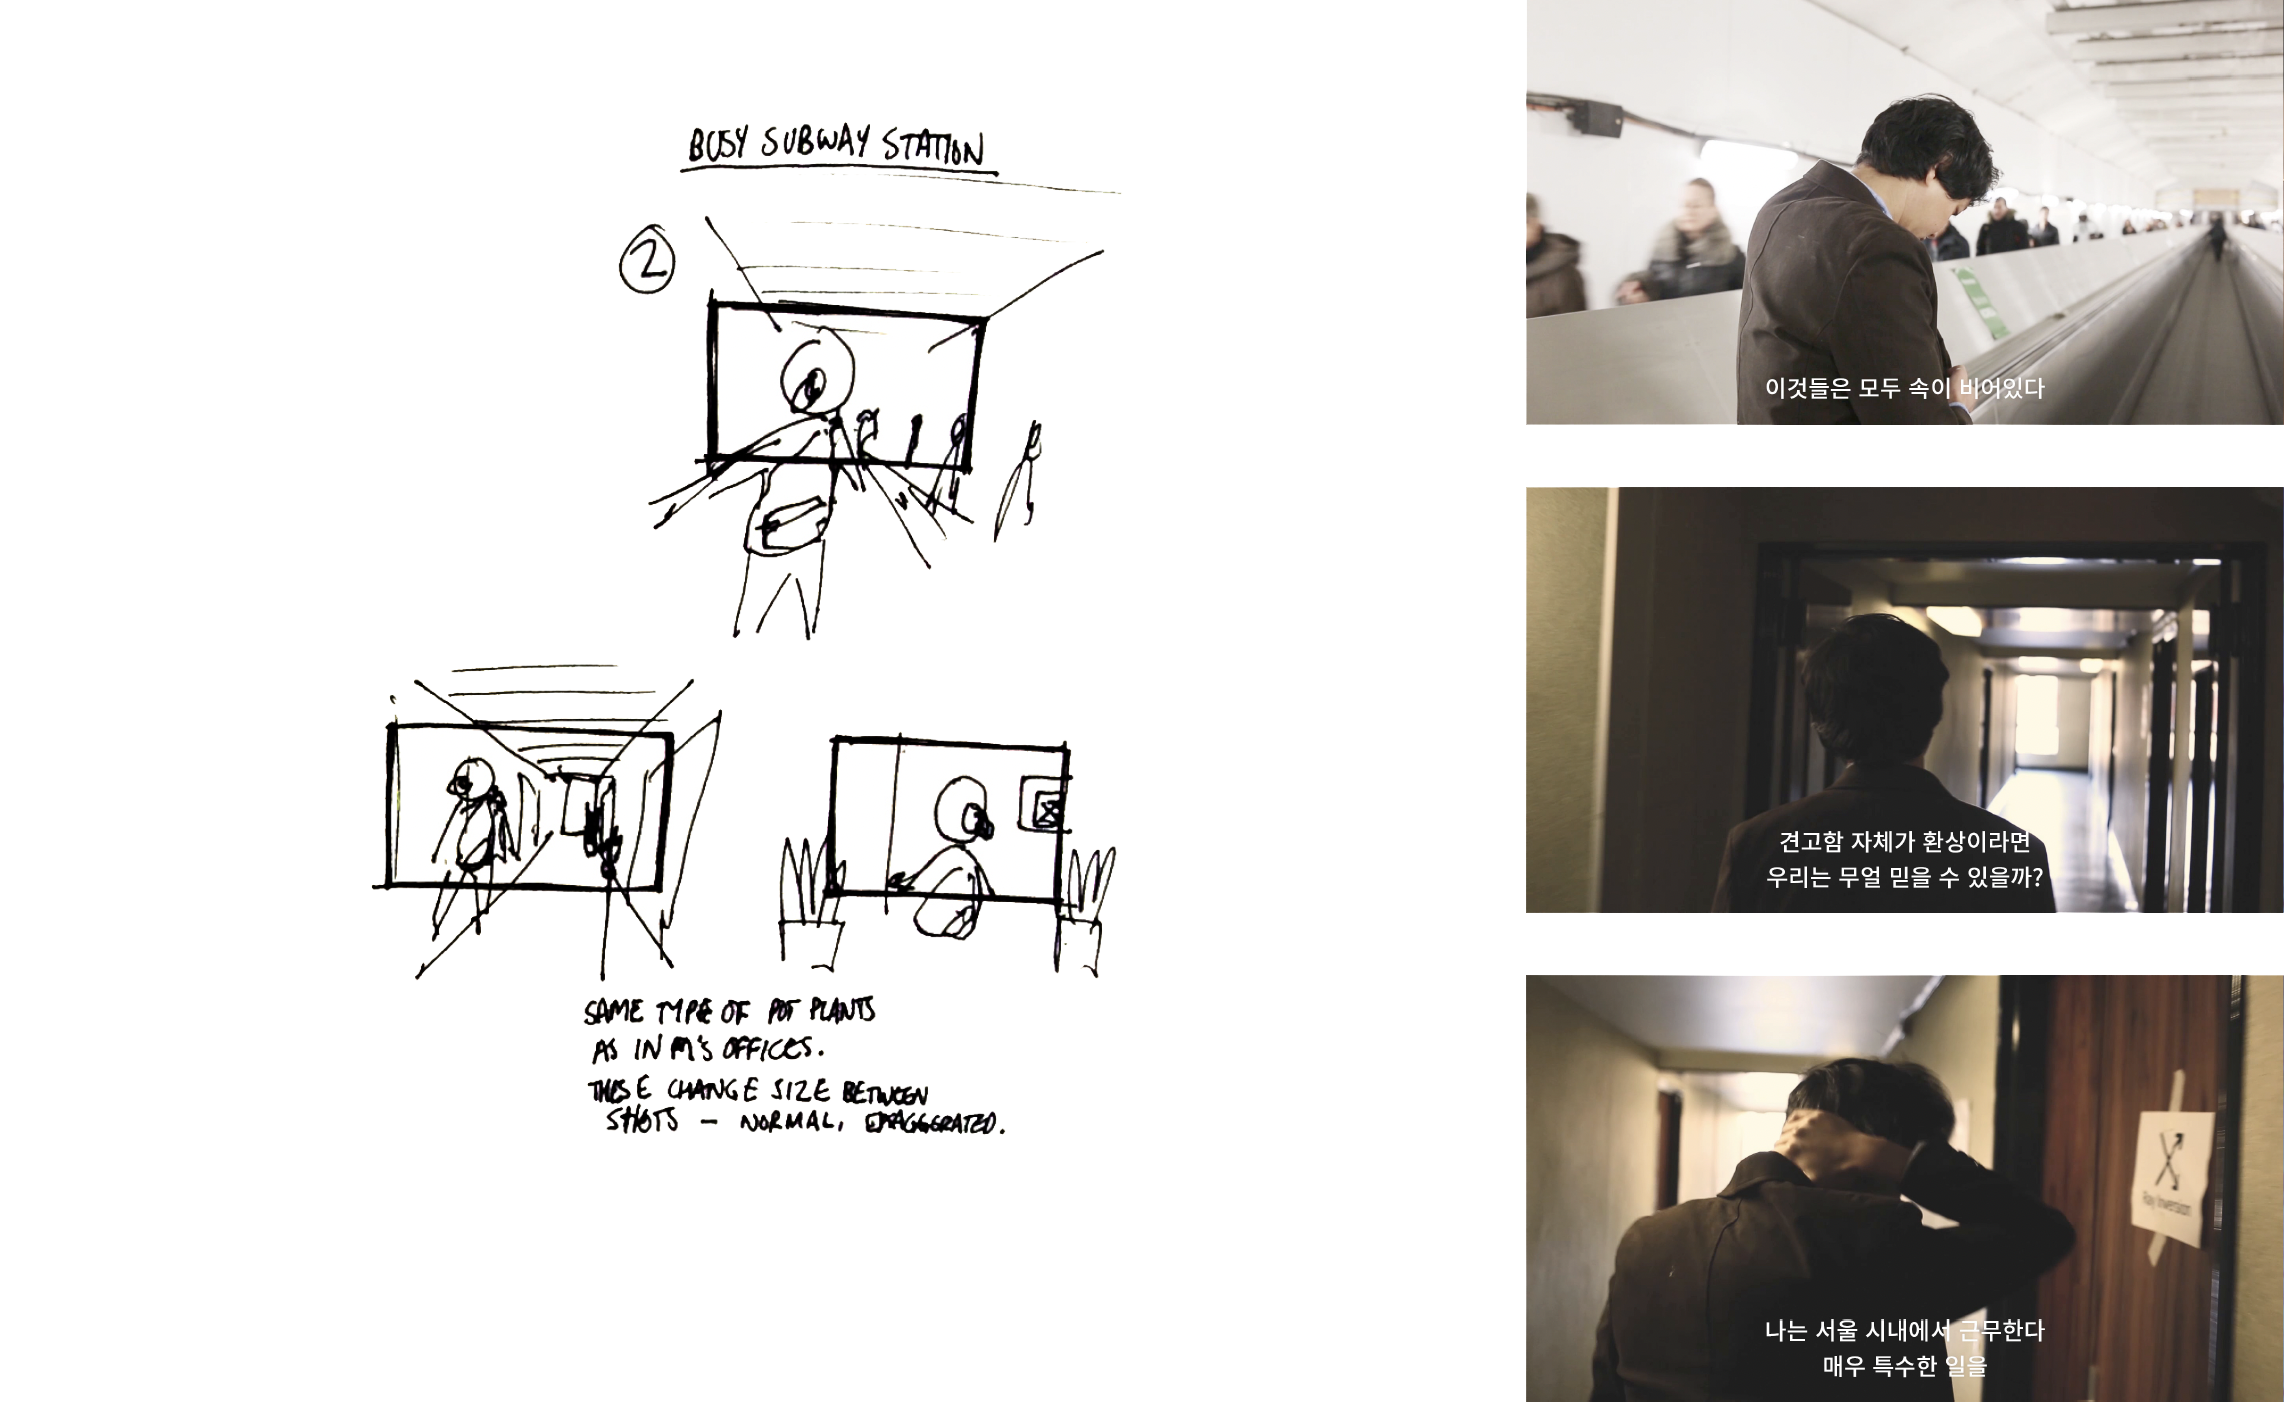 BUSY SUBWAY STATION
2
SAME TYPE OF POT PLANTS
AS IN M'S OFFICES.
THESE CHANGE SIZE BETWEEN
SHOTS - NORMAL, EXAGGERATED.
이것들은 모두 속이 비어있다
견고함 자체가 환상이라면
우리는 무얼 믿을 수 있을까?
Ray Inversion
나는 서울 시내에서 근무한다
매우 특수한 일을